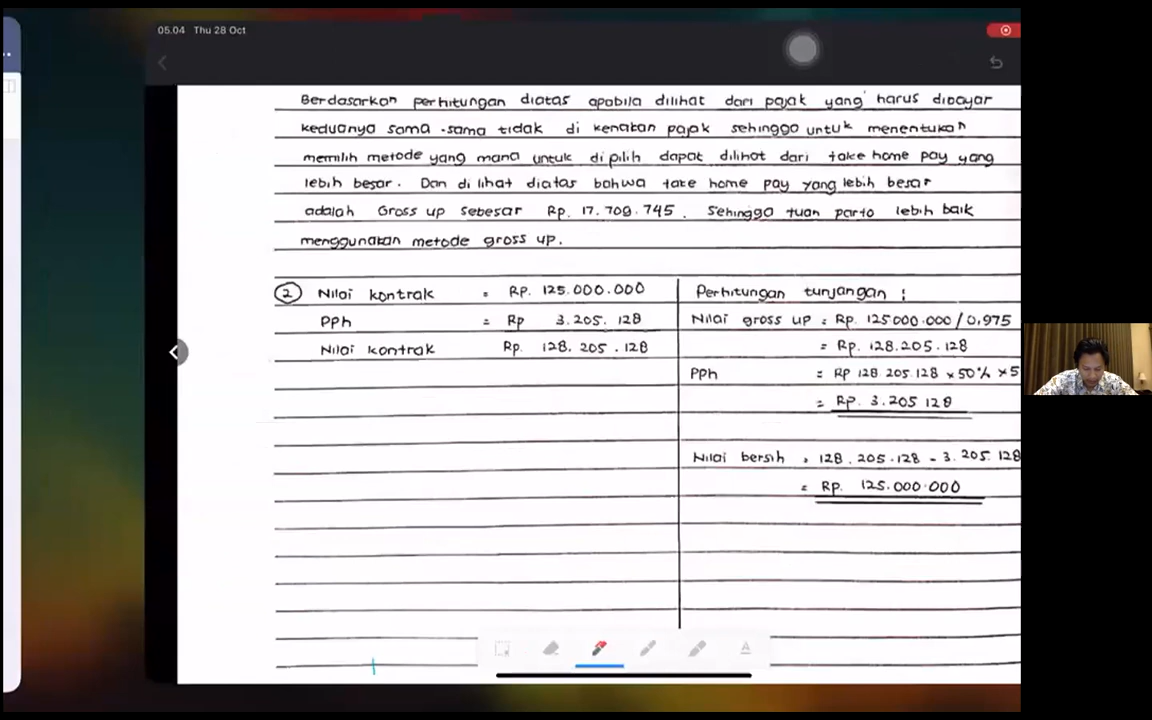 05.04 Thu 28 Oct
Berdasarkan perhitungan diatas apabila dilihat dari pajak yang harus dibayar
keduanya sama -sama tidak di kenakan pajak sehingga untuk menentukan
memilih metode yang mana untuk di pilih dapat dilihat dari take home pay yang
lebih besar. Dan di lihat diatas bahwa take home pay yang lebih besar
adalah Gross up sebesar Rp. 17.709.745. Sehingga tuan parto lebih baik
menggunakan metode gross up.
2 Nilai kontrak = Rp. 125.000.000
PPh = Rp 3.205.128
Nilai kontrak Rp. 128.205.128
Perhitungan tunjangan :
Nilai gross up = Rp. 125000.000/0,975
= Rp. 128.205.128
PPh = Rp 128.205.128 x 50% x 5
= Rp. 3.205 128
Nilai bersih = 128.205.128 - 3.205.128
= Rp. 125.000.000
A